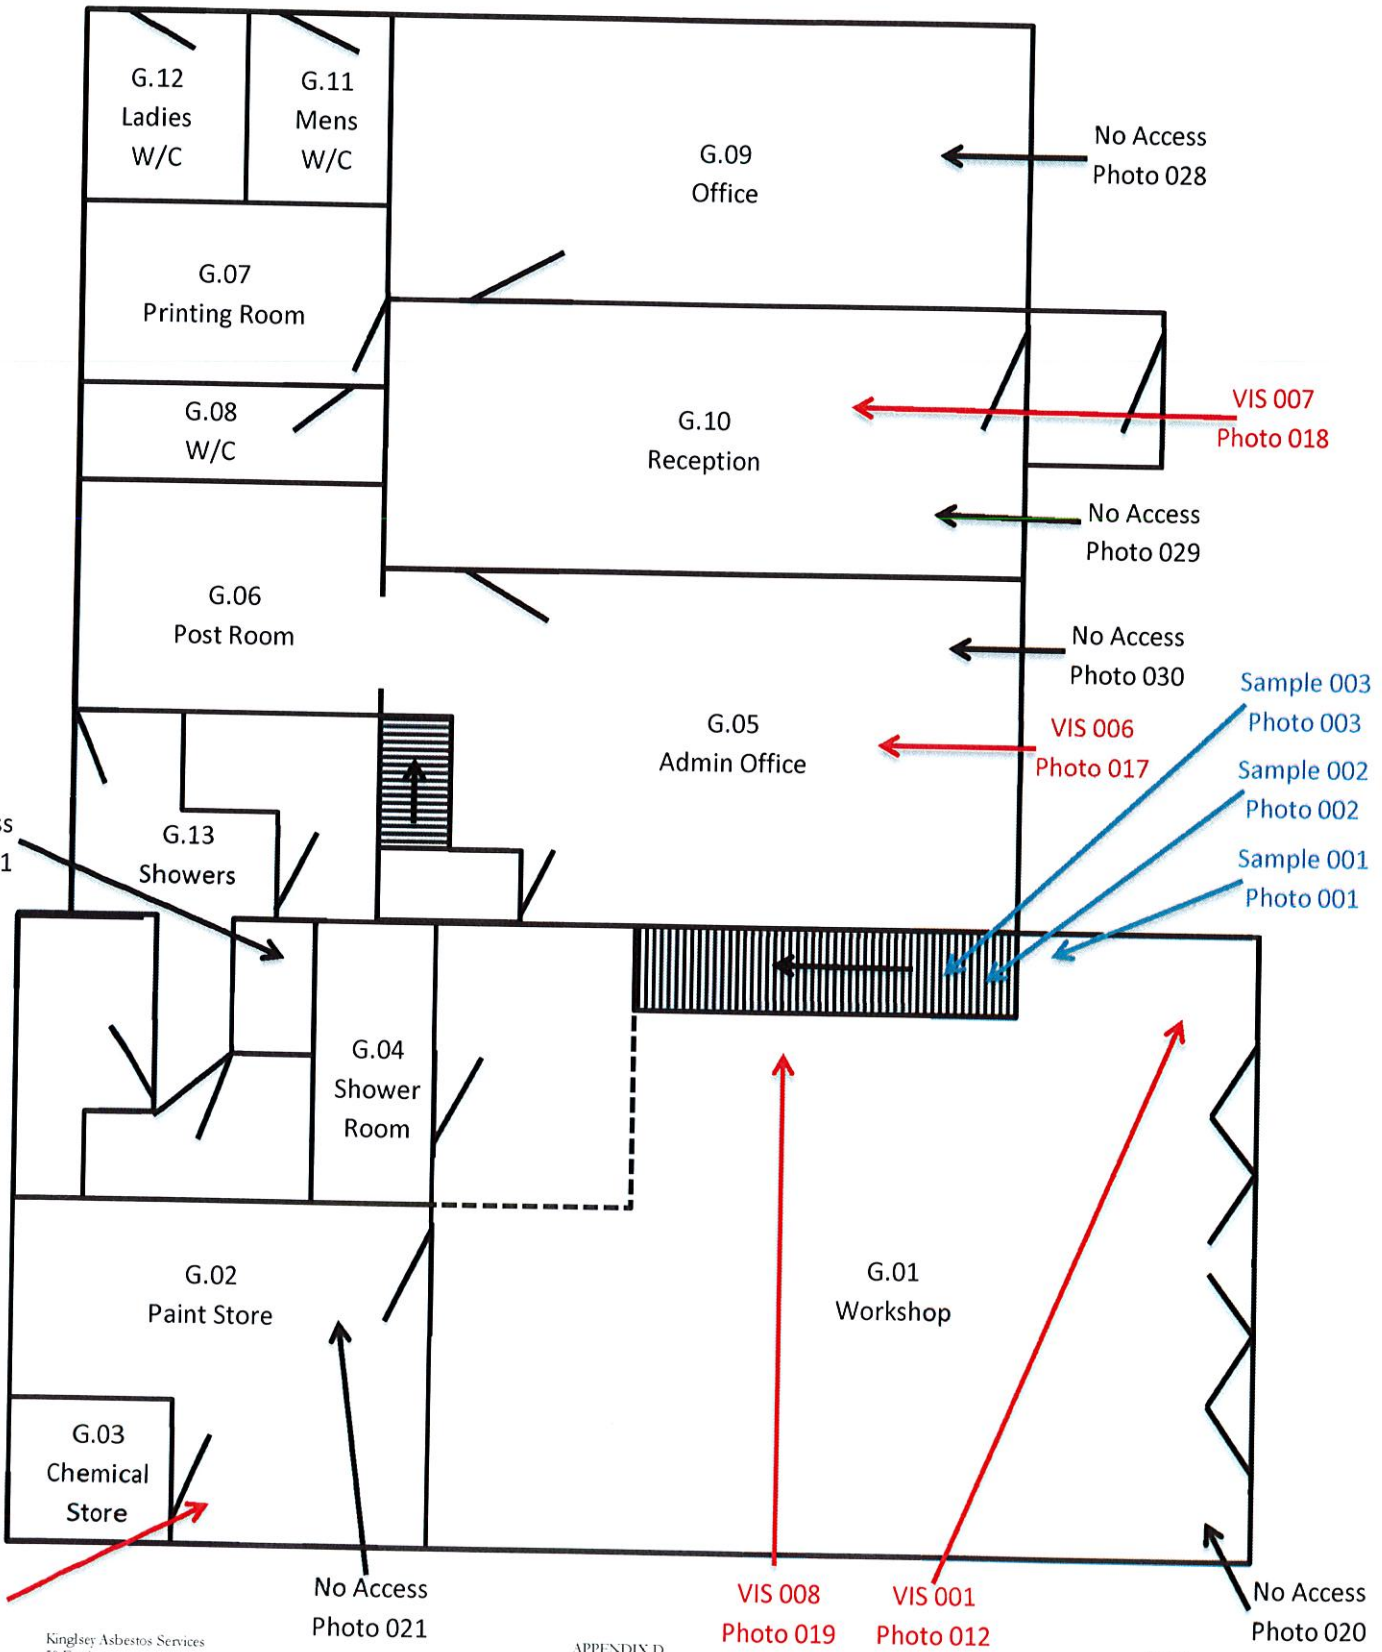 G.12
Ladies
W/C
G.11
Mens
W/C
G.09
Office
No Access
Photo 028
G.07
Printing Room
G.08
W/C
G.10
Reception
VIS 007
Photo 018
No Access
Photo 029
G.06
Post Room
No Access
Photo 030
G.05
Admin Office
VIS 006
Photo 017
Sample 003
Photo 003
Sample 002
Photo 002
Sample 001
Photo 001
G.13
Showers
G.04
Shower
Room
G.02
Paint Store
G.01
Workshop
G.03
Chemical
Store
No Access
Photo 021
VIS 008
Photo 019
VIS 001
Photo 012
No Access
Photo 020
Kinglsey Asbestos Services
APPENDIX D